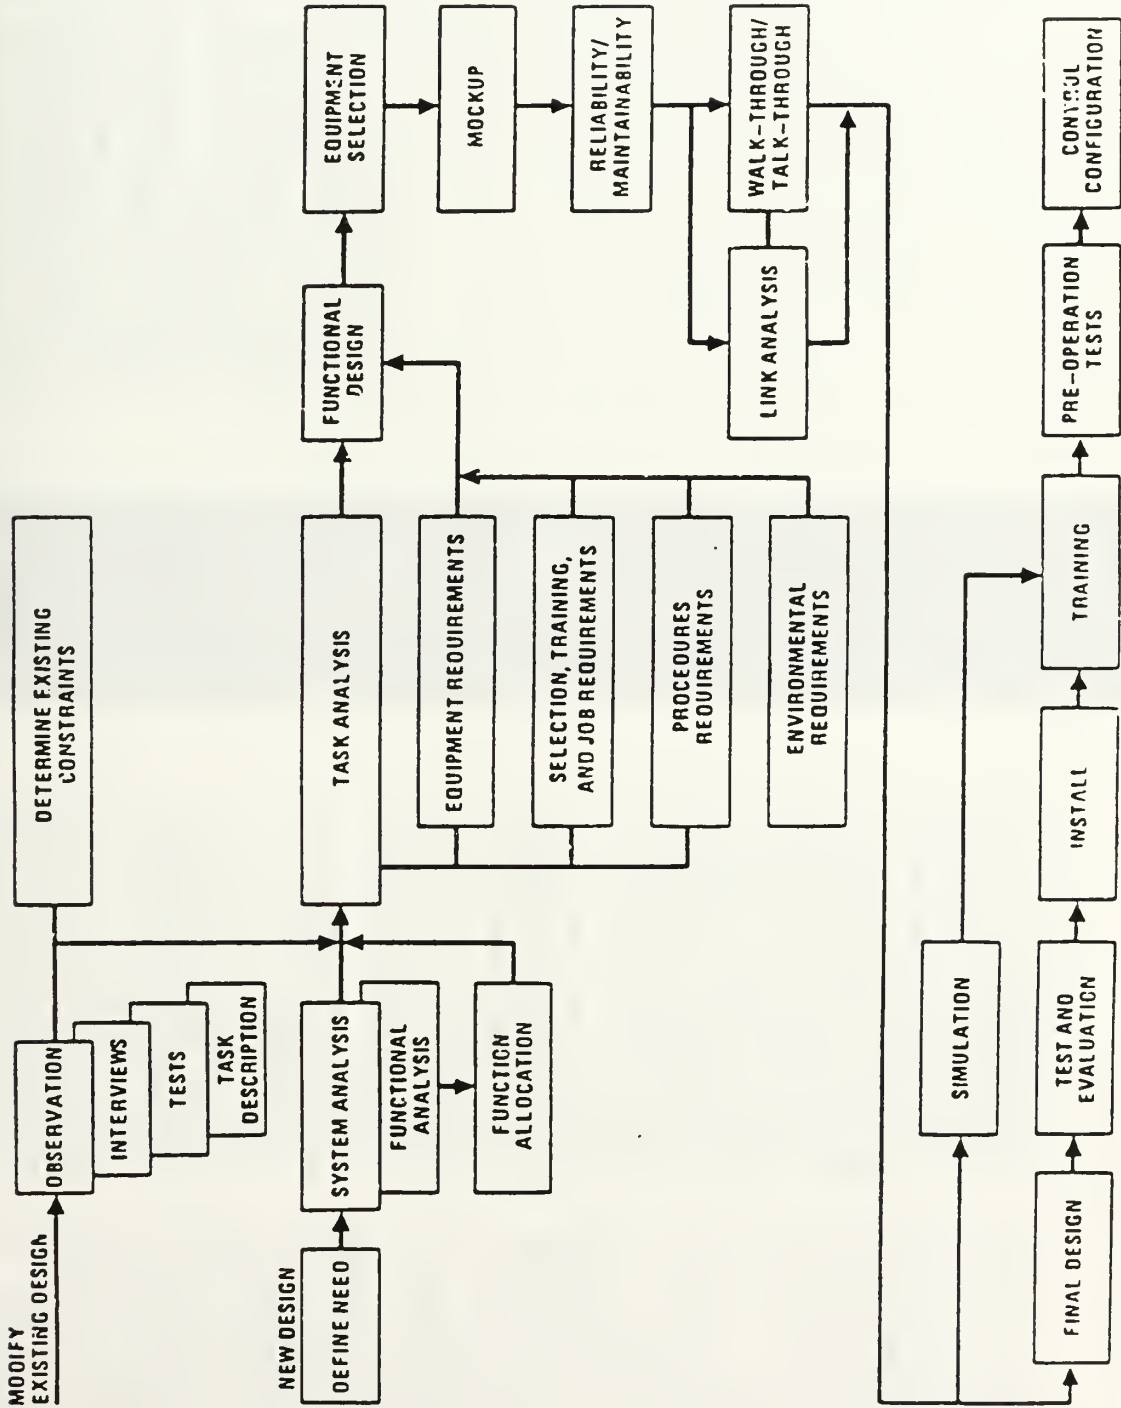 MODIFY
EXISTING DESIGN
OBSERVATION
INTERVIEWS
TESTS
TASK
DESCRIPTION
DETERMINE EXISTING
CONSTRAINTS
NEW DESIGN
DEFINE NEED
SYSTEM ANALYSIS
FUNCTIONAL
ANALYSIS
FUNCTION
ALLOCATION
TASK ANALYSIS
EQUIPMENT REQUIREMENTS
SELECTION, TRAINING,
AND JOB REQUIREMENTS
PROCEDURES
REQUIREMENTS
ENVIRONMENTAL
REQUIREMENTS
FUNCTIONAL
DESIGN
EQUIPMENT
SELECTION
MOCKUP
RELIABILITY/
MAINTAINABILITY
LINK ANALYSIS
WALK-THROUGH/
TALK-THROUGH
SIMULATION
FINAL DESIGN
TEST AND
EVALUATION
INSTALL
TRAINING
PRE-OPERATION
TESTS
CONTROL
CONFIGURATION